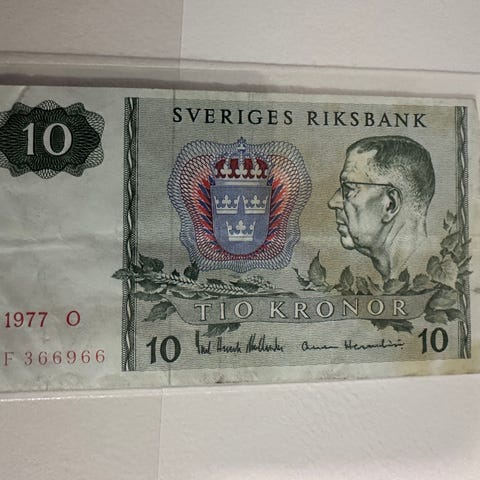 SVERIGES RIKSBANK
10
TIO KRONOR
1977 O
F 366966
10
10